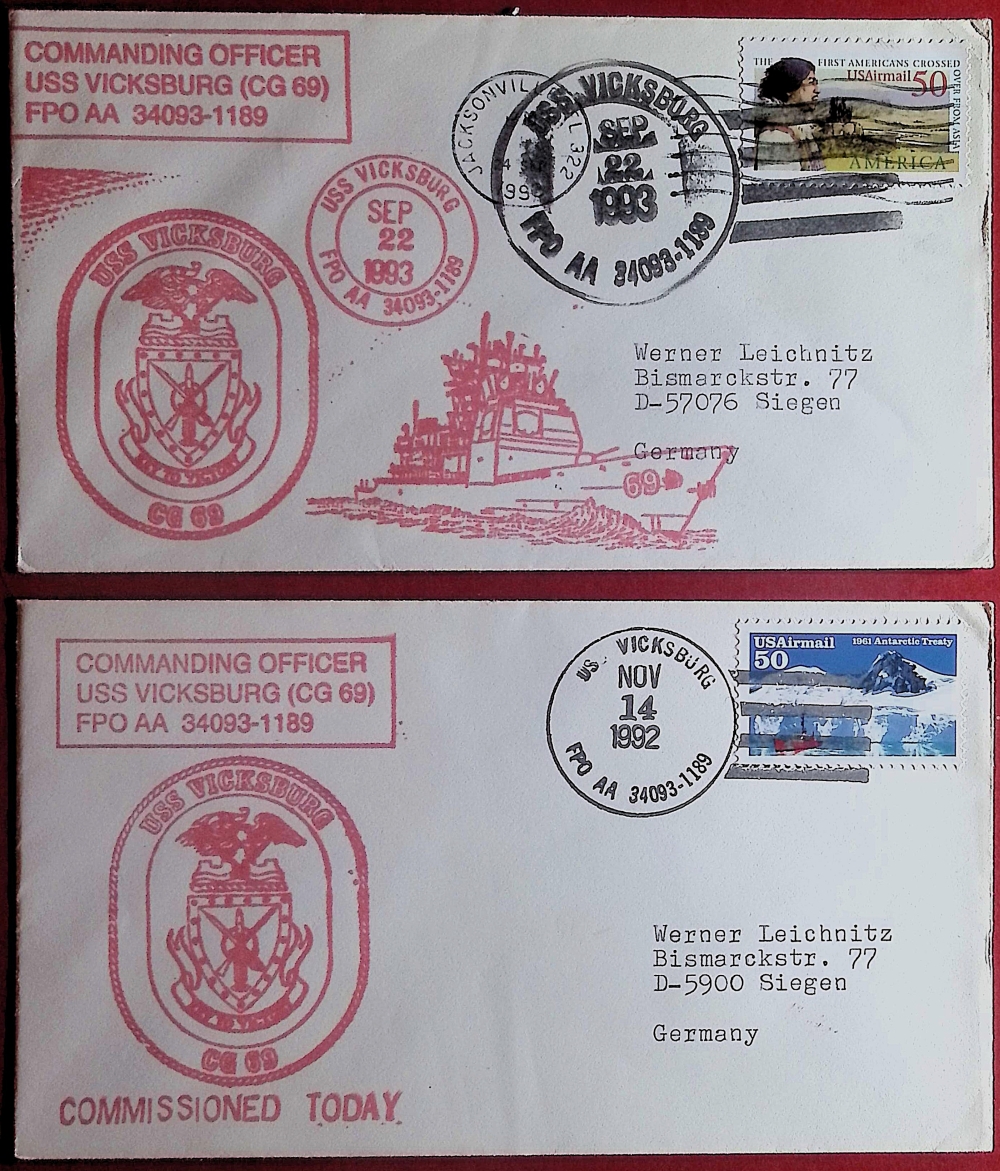 COMMANDING OFFICER
USS VICKSBURG (CG 69)
FPO AA 34093-1189
USS VICKSBURG
SEP
22
1993
FPO AA 34093-1189
JACKSONVIL
L 322
USS VICKSBURG
SEP
22
1993
FPO AA 34093-1189
THE FIRST AMERICANS CROSSED
OVER FROM ASIA
USAirmail 50
AMERICA
USS VICKSBURG
CG 69
69
Werner Leichnitz
Bismarckstr. 77
D-57076 Siegen
Germany
COMMANDING OFFICER
USS VICKSBURG (CG 69)
FPO AA 34093-1189
VICKSBURG
NOV
14
1992
FPO AA 34093-1189
USAirmail 1961 Antarctic Treaty
50
USS VICKSBURG
CG 69
COMMISSIONED TODAY
Werner Leichnitz
Bismarckstr. 77
D-5900 Siegen
Germany